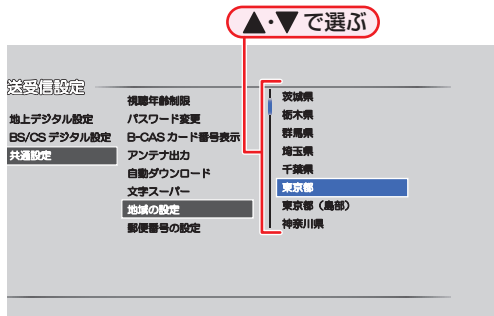 ▲・▼で選ぶ
送受信設定
地上デジタル設定
BS/CSデジタル設定
共通設定
視聴年齢制限
パスワード変更
B-CASカード番号表示
アンテナ出力
自動ダウンロード
文字スーパー
地域の設定
郵便番号の設定
茨城県
栃木県
群馬県
埼玉県
千葉県
東京都
東京都（島部）
神奈川県